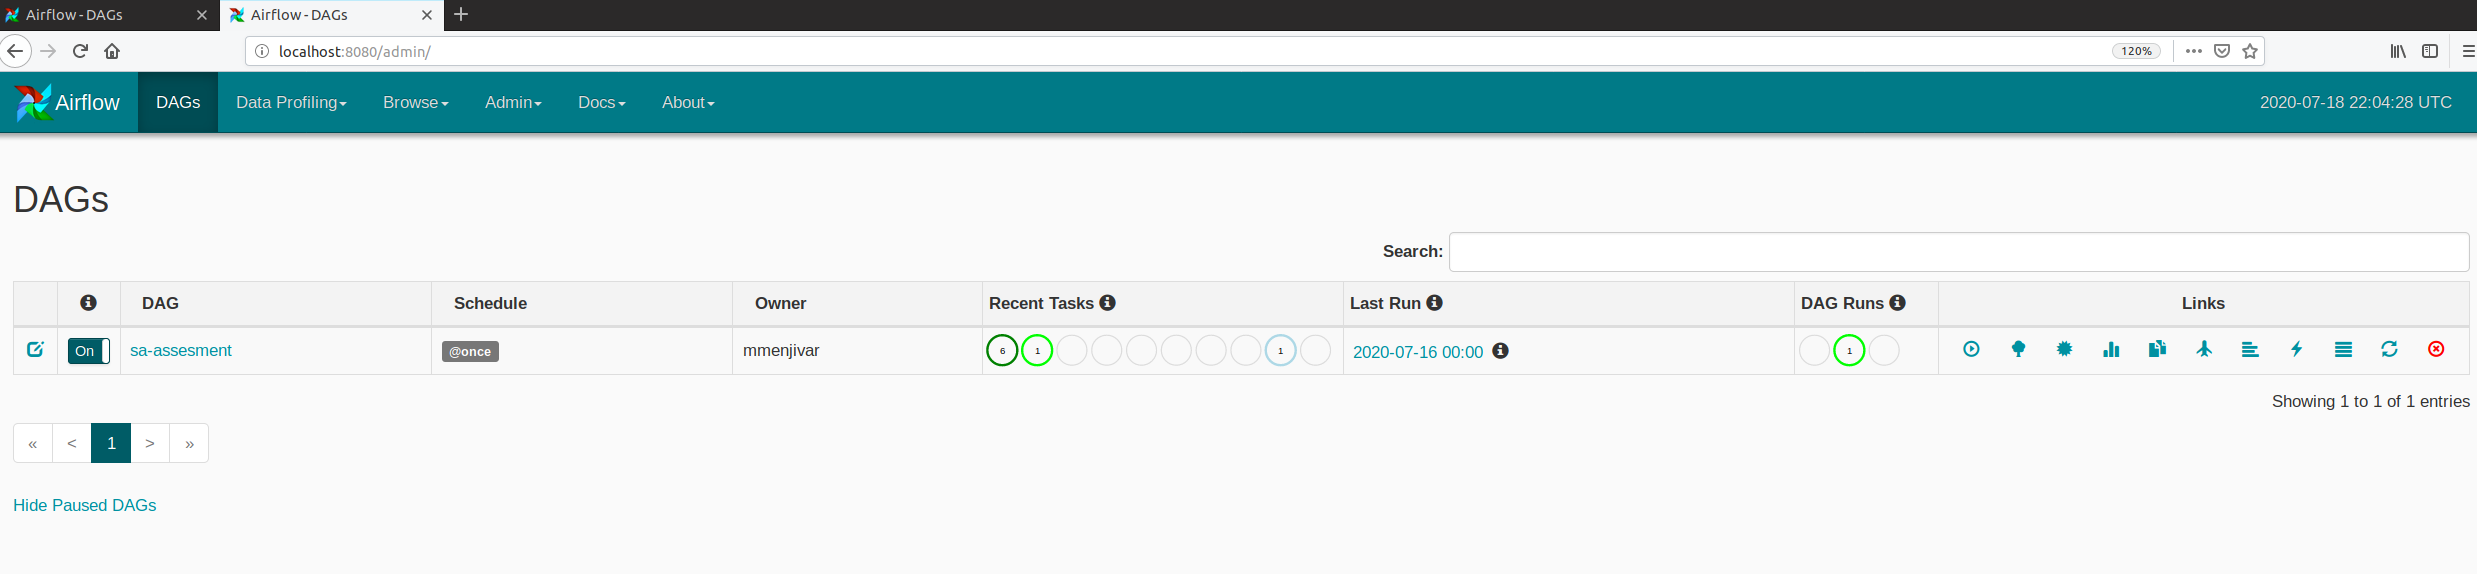 Airflow - DAGs
Airflow - DAGs
localhost:8080/admin/
120%
Airflow DAGs Data Profiling Browse Admin Docs About 2020-07-18 22:04:28 UTC
DAGs
Search:
DAG Schedule Owner Recent Tasks Last Run DAG Runs Links
On sa-assesment @once mmenjivar 6 1 1 2020-07-16 00:00 1
Showing 1 to 1 of 1 entries
« < 1 > »
Hide Paused DAGs